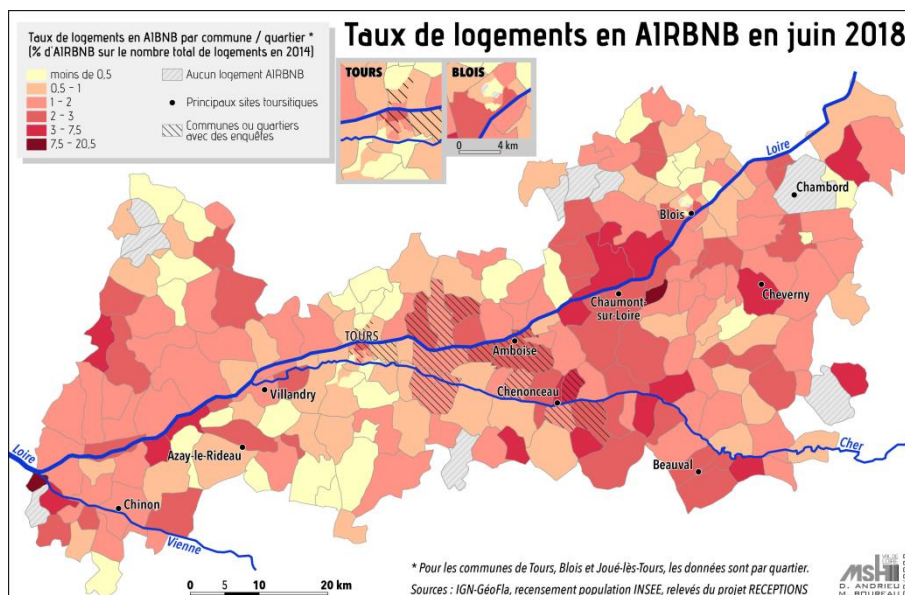 Taux de logements en AIRBNB en juin 2018
Taux de logements en AIBNB par commune / quartier *
(% d'AIRBNB sur le nombre total de logements en 2014)
moins de 0,5
0,5 - 1
1 - 2
2 - 3
3 - 7,5
7,5 - 20,5
Aucun logement AIRBNB
Principaux sites toursitiques
Communes ou quartiers
avec des enquêtes
TOURS
BLOIS
0 4 km
Loire
Chambord
Blois
Cheverny
Chaumont-
sur-Loire
TOURS
Amboise
Chenonceau
Villandry
Azay-le-Rideau
Cher
Beauval
Loire
Chinon
Vienne
0 5 10 20 km
* Pour les communes de Tours, Blois et Joué-lès-Tours, les données sont par quartier.
Sources : IGN-GéoFla, recensement population INSEE, relevés du projet RECEPTIONS
VAL DE
LOIRE
MSH
D. ANDRIEU